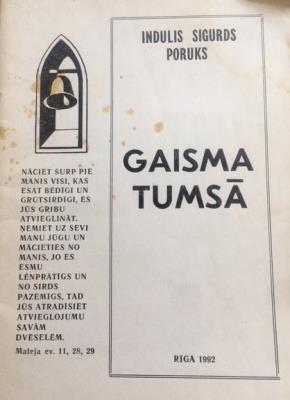 INDULIS SIGURDS
PORUKS
GAISMA
TUMSĀ
NĀCIET ŠURP PIE
MANIS VISI, KAS
ESAT BĒDĪGI UN
GRŪTSIRDĪGI, ES
JŪS GRIBU
ATVIEGLINĀT.
ŅEMIET UZ SEVI
MANU JŪGU UN
MĀCIETIES NO
MANIS, JO ES
ESMU
LĒNPRĀTĪGS UN
NO SIRDS
PAZEMĪGS, TAD
JŪS ATRADĪSIET
ATVIEGLOJUMU
SAVĀM
DVĒSELĒM.
Mateja ev. 11, 28, 29
RĪGA 1992